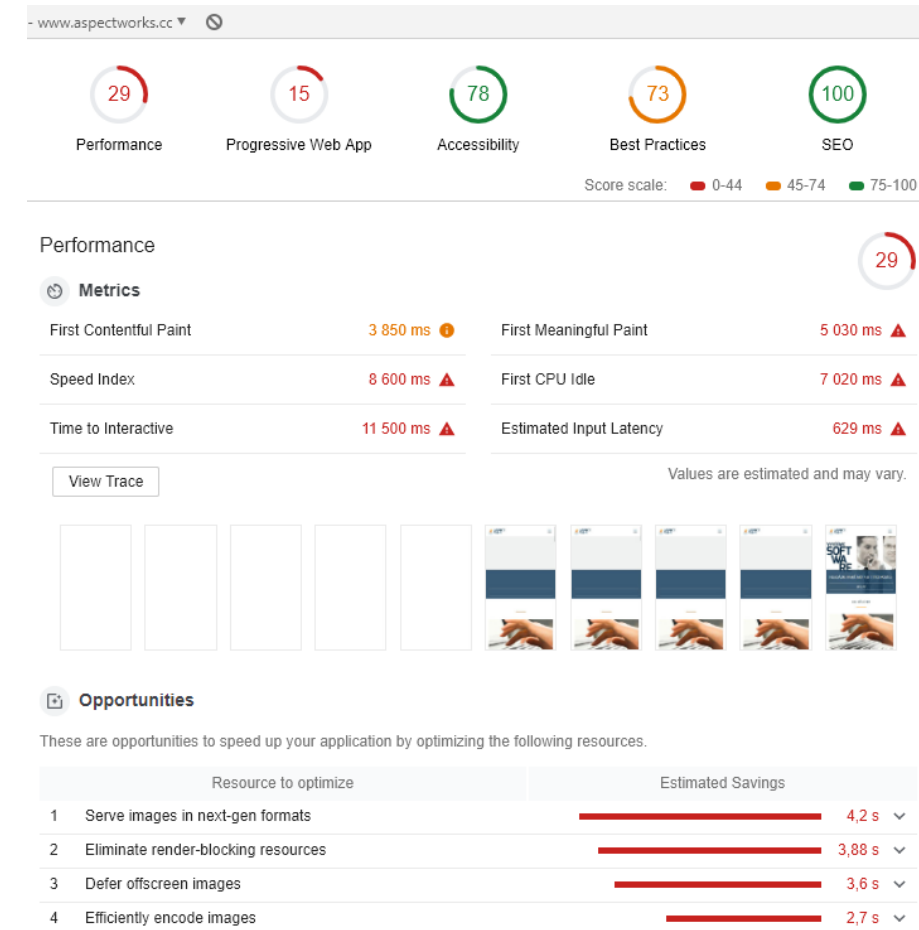 - www.aspectworks.cc ▼
29 15 78 73 100
Performance Progressive Web App Accessibility Best Practices SEO
Score scale: 0-44 45-74 75-100
Performance
29
Metrics
First Contentful Paint 3 850 ms First Meaningful Paint 5 030 ms
Speed Index 8 600 ms First CPU Idle 7 020 ms
Time to Interactive 11 500 ms Estimated Input Latency 629 ms
View Trace Values are estimated and may vary.
SOFT
WA
RE
Opportunities
These are opportunities to speed up your application by optimizing the following resources.
Resource to optimize Estimated Savings
1 Serve images in next-gen formats 4,2 s
2 Eliminate render-blocking resources 3,88 s
3 Defer offscreen images 3,6 s
4 Efficiently encode images 2,7 s